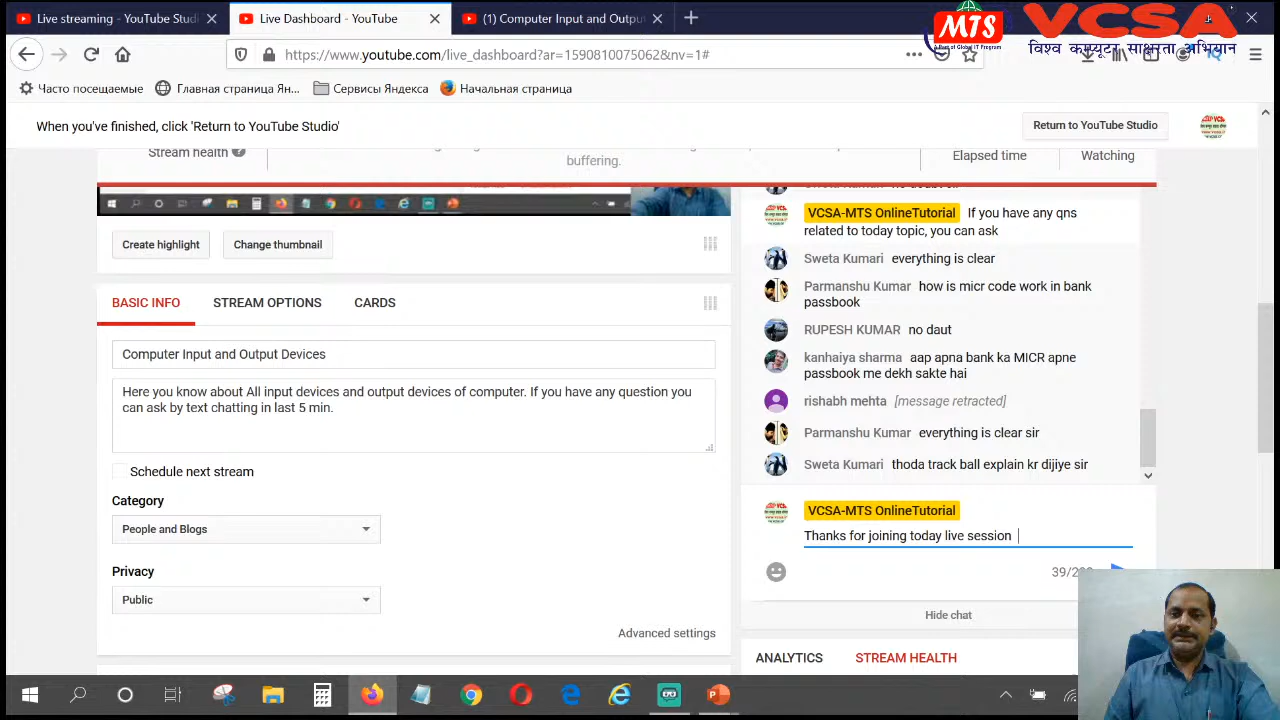 Live streaming - YouTube Studi
Live Dashboard - YouTube
(1) Computer Input and Outpu
MTS
A Part of Global IT Program
VCSA
विश्व कम्प्यूटर साक्षरता अभियान
https://www.youtube.com/live_dashboard?ar=1590810075062&nv=1#
Часто посещаемые
Главная страница Ян...
Сервисы Яндекса
Начальная страница
When you've finished, click 'Return to YouTube Studio'
Return to YouTube Studio
Stream health
buffering.
Elapsed time
Watching
Create highlight
Change thumbnail
BASIC INFO
STREAM OPTIONS
CARDS
Computer Input and Output Devices
Here you know about All input devices and output devices of computer. If you have any question you
can ask by text chatting in last 5 min.
Schedule next stream
Category
People and Blogs
Privacy
Public
Advanced settings
VCSA-MTS OnlineTutorial If you have any qns
related to today topic, you can ask
Sweta Kumari everything is clear
Parmanshu Kumar how is micr code work in bank
passbook
RUPESH KUMAR no daut
kanhaiya sharma aap apna bank ka MICR apne
passbook me dekh sakte hai
rishabh mehta [message retracted]
Parmanshu Kumar everything is clear sir
Sweta Kumari thoda track ball explain kr dijiye sir
VCSA-MTS OnlineTutorial
Thanks for joining today live session
39/2
Hide chat
ANALYTICS
STREAM HEALTH